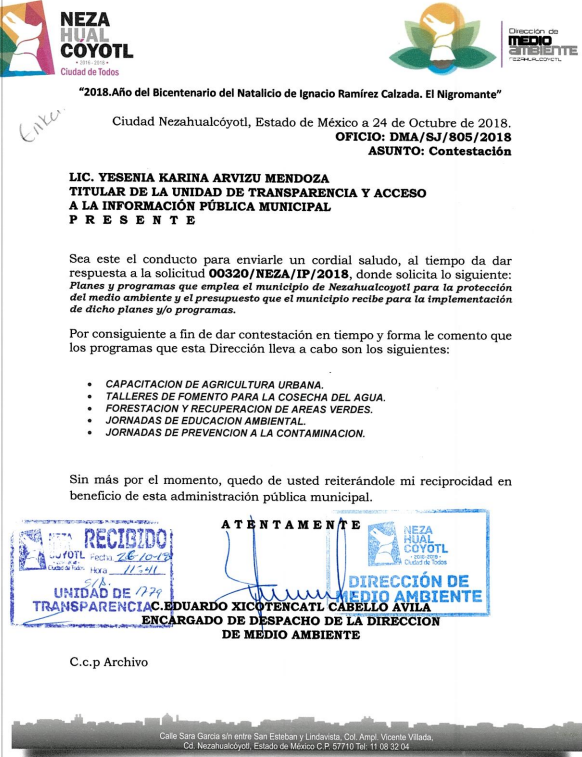 NEZA
HUAL
CÓYOTL
• 2016 - 2018 •
Ciudad de Todos
Dirección de
MEDIO
AMBIENTE
NEZAHUALCÓYOTL
"2018.Año del Bicentenario del Natalicio de Ignacio Ramírez Calzada. El Nigromante"
Ciudad Nezahualcóyotl, Estado de México a 24 de Octubre de 2018.
OFICIO: DMA/SJ/805/2018
ASUNTO: Contestación
LIC. YESENIA KARINA ARVIZU MENDOZA
TITULAR DE LA UNIDAD DE TRANSPARENCIA Y ACCESO
A LA INFORMACIÓN PÚBLICA MUNICIPAL
P R E S E N T E
Sea este el conducto para enviarle un cordial saludo, al tiempo da dar
respuesta a la solicitud 00320/NEZA/IP/2018, donde solicita lo siguiente:
Planes y programas que emplea el municipio de Nezahualcoyotl para la protección
del medio ambiente y el presupuesto que el municipio recibe para la implementación
de dicho planes y/o programas.
Por consiguiente a fin de dar contestación en tiempo y forma le comento que
los programas que esta Dirección lleva a cabo son los siguientes:
• CAPACITACION DE AGRICULTURA URBANA.
• TALLERES DE FOMENTO PARA LA COSECHA DEL AGUA.
• FORESTACION Y RECUPERACION DE AREAS VERDES.
• JORNADAS DE EDUCACION AMBIENTAL.
• JORNADAS DE PREVENCION A LA CONTAMINACION.
Sin más por el momento, quedo de usted reiterándole mi reciprocidad en
beneficio de esta administración pública municipal.
A T E N T A M E N T E
RECIBIDO
COYOTL
Ciudad de Todos
Fecha 26-10-18
Hora 11:41
UNIDAD DE 1779
TRANSPARENCIA
NEZA
HUAL
CÓYOTL
• 2016 - 2018 •
Ciudad de Todos
DIRECCIÓN DE
MEDIO AMBIENTE
C.EDUARDO XICOTENCATL CABELLO AVILA
ENCARGADO DE DESPACHO DE LA DIRECCION
DE MEDIO AMBIENTE
C.c.p Archivo
Calle Sara García s/n entre San Esteban y Lindavista, Col. Ampl. Vicente Villada,
Cd. Nezahualcóyotl, Estado de México C.P. 57710 Tel: 11 08 32 04